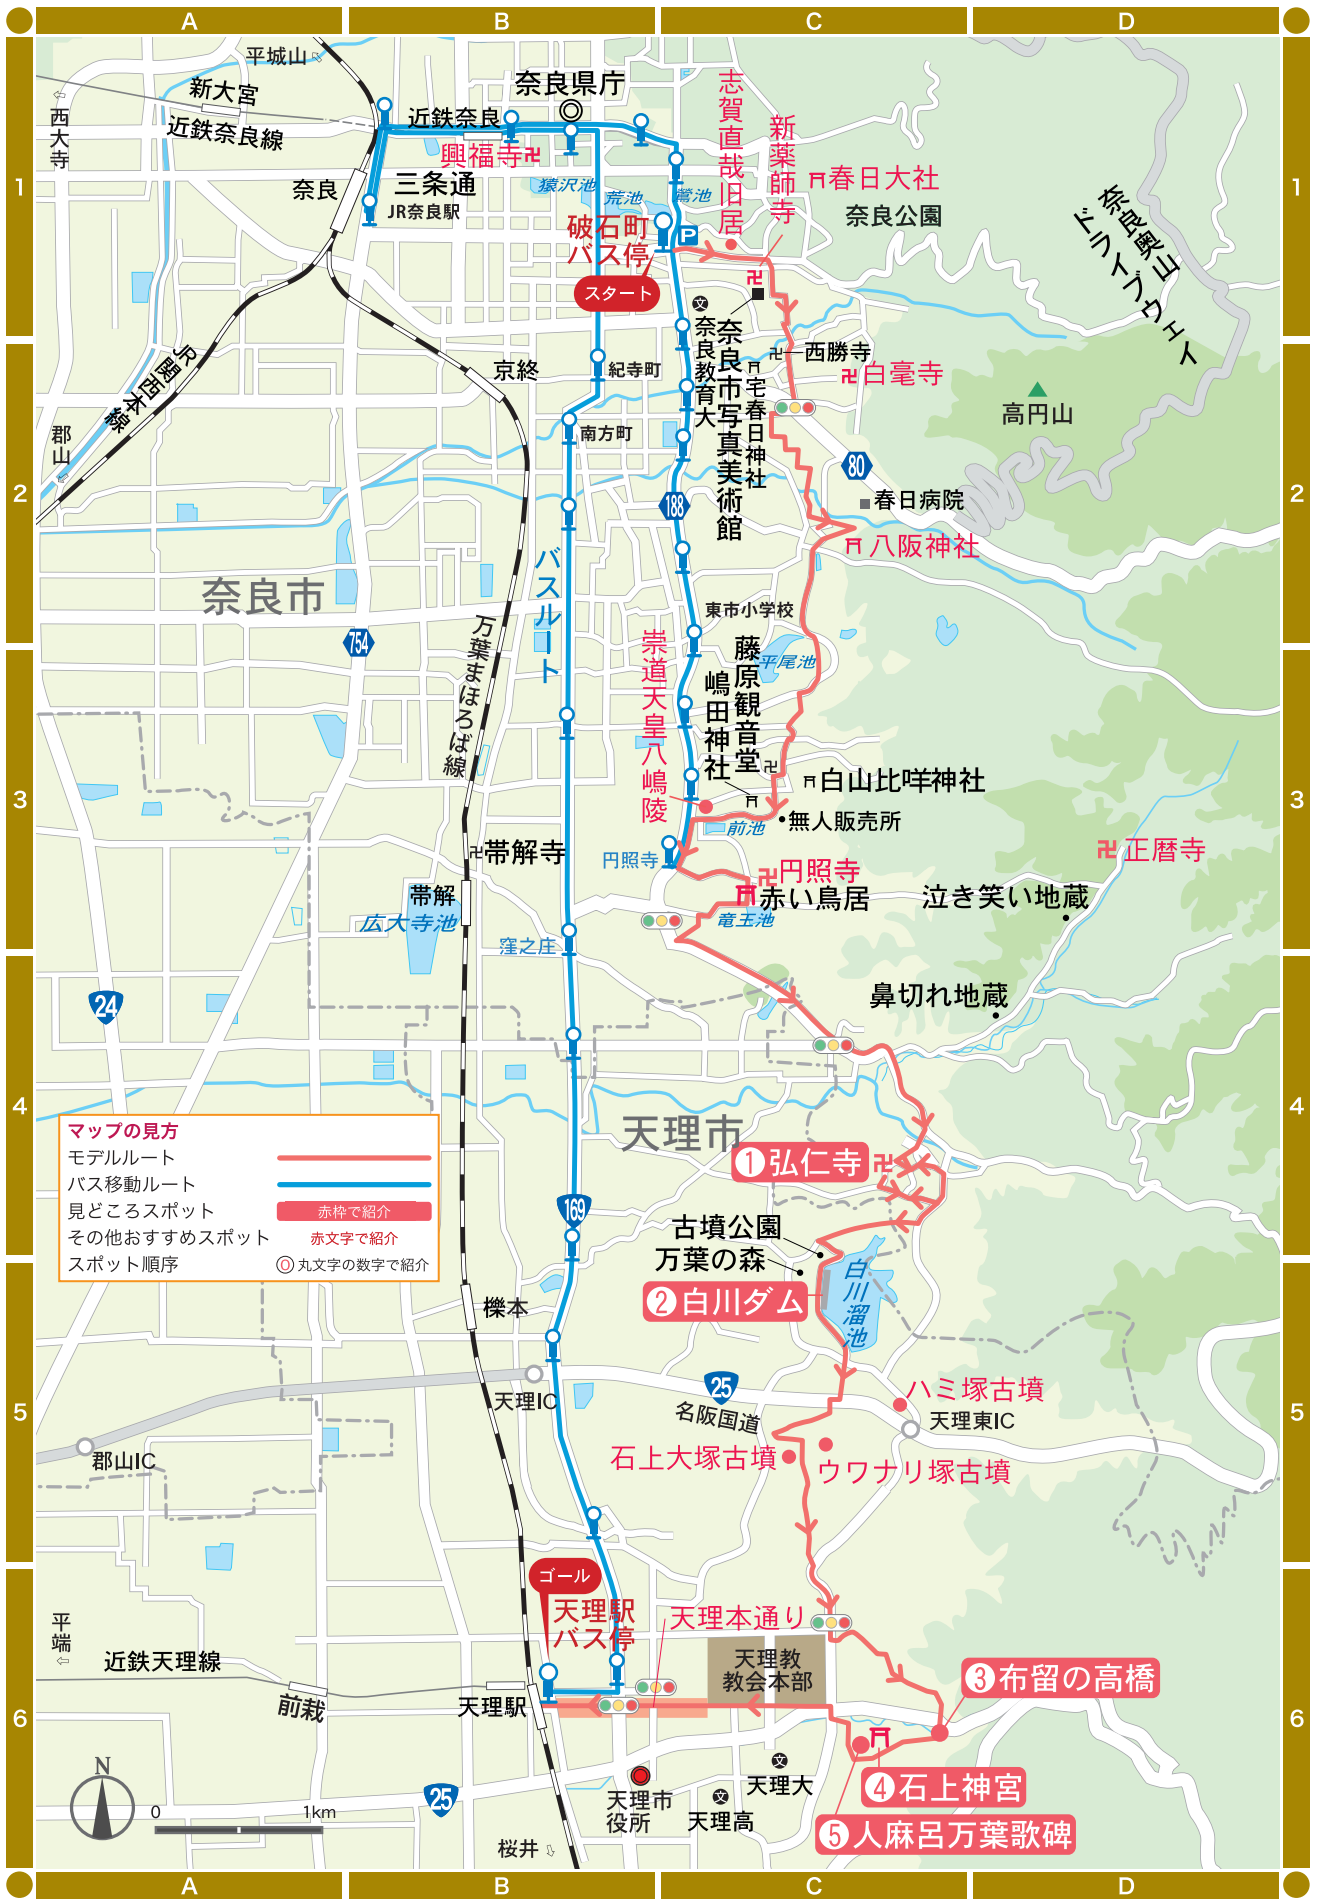 A
B
C
D
平城山
新大宮
近鉄奈良線
西大寺
奈良県庁
近鉄奈良
興福寺
三条通
JR奈良駅
奈良
猿沢池
荒池
鷺池
志賀直哉旧居
新薬師寺
春日大社
奈良公園
奈良奥山
ドライブウェイ
1
1
破石町
バス停
スタート
P
文
奈良教育大
奈良市写真美術館
宅春日神社
西勝寺
白毫寺
高円山
JR関西本線
郡山
京終
紀寺町
南方町
80
188
春日病院
八阪神社
2
2
奈良市
754
万葉まほろば線
バスルート
東市小学校
崇道天皇八嶋陵
嶋田神社
藤原観音堂
平尾池
白山比咩神社
無人販売所
前池
3
3
帯解寺
円照寺
円照寺
赤い鳥居
竜王池
正暦寺
泣き笑い地蔵
帯解
広大寺池
窪之庄
鼻切れ地蔵
24
4
4
天理市
マップの見方
モデルルート
バス移動ルート
見どころスポット
赤枠で紹介
その他おすすめスポット
赤文字で紹介
スポット順序
0 丸文字の数字で紹介
①弘仁寺
169
古墳公園
万葉の森
②白川ダム
白川溜池
櫟本
天理IC
25
名阪国道
ハミ塚古墳
天理東IC
石上大塚古墳
ウワナリ塚古墳
5
5
郡山IC
ゴール
天理駅
バス停
天理本通り
平端
近鉄天理線
前栽
天理駅
天理教
教会本部
③布留の高橋
6
6
④石上神宮
⑤人麻呂万葉歌碑
N
0
1km
25
天理市
役所
文
天理大
文
天理高
桜井
A
B
C
D